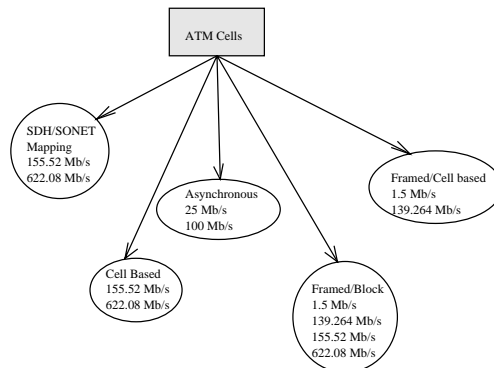 ATM Cells
SDH/SONET
Mapping
155.52 Mb/s
622.08 Mb/s
Framed/Cell based
1.5 Mb/s
139.264 Mb/s
Asynchronous
25 Mb/s
100 Mb/s
Cell Based
155.52 Mb/s
622.08 Mb/s
Framed/Block
1.5 Mb/s
139.264 Mb/s
155.52 Mb/s
622.08 Mb/s